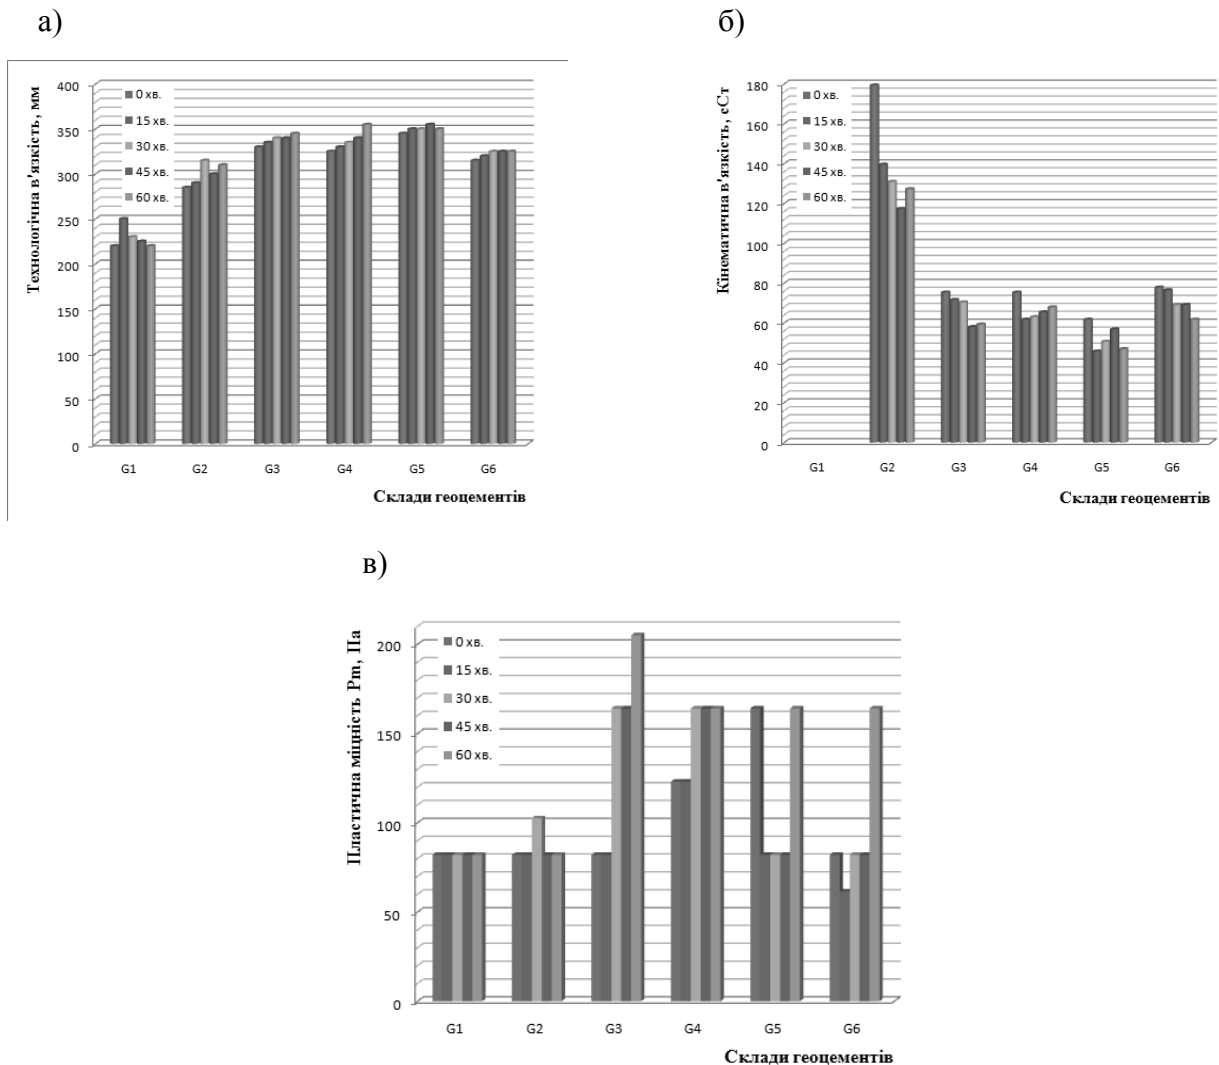 а)
Технологічна в'язкість, мм
400
350
300
250
200
150
100
50
0
0 хв.
15 хв.
30 хв.
45 хв.
60 хв.
G1 G2 G3 G4 G5 G6
Склади геоцементів
б)
Кінематична в'язкість, сСт
180
160
140
120
100
80
60
40
20
0
0 хв.
15 хв.
30 хв.
45 хв.
60 хв.
G1 G2 G3 G4 G5 G6
Склади геоцементів
в)
Пластична міцність Pm, Па
200
150
100
50
0
0 хв.
15 хв.
30 хв.
45 хв.
60 хв.
G1 G2 G3 G4 G5 G6
Склади геоцементів